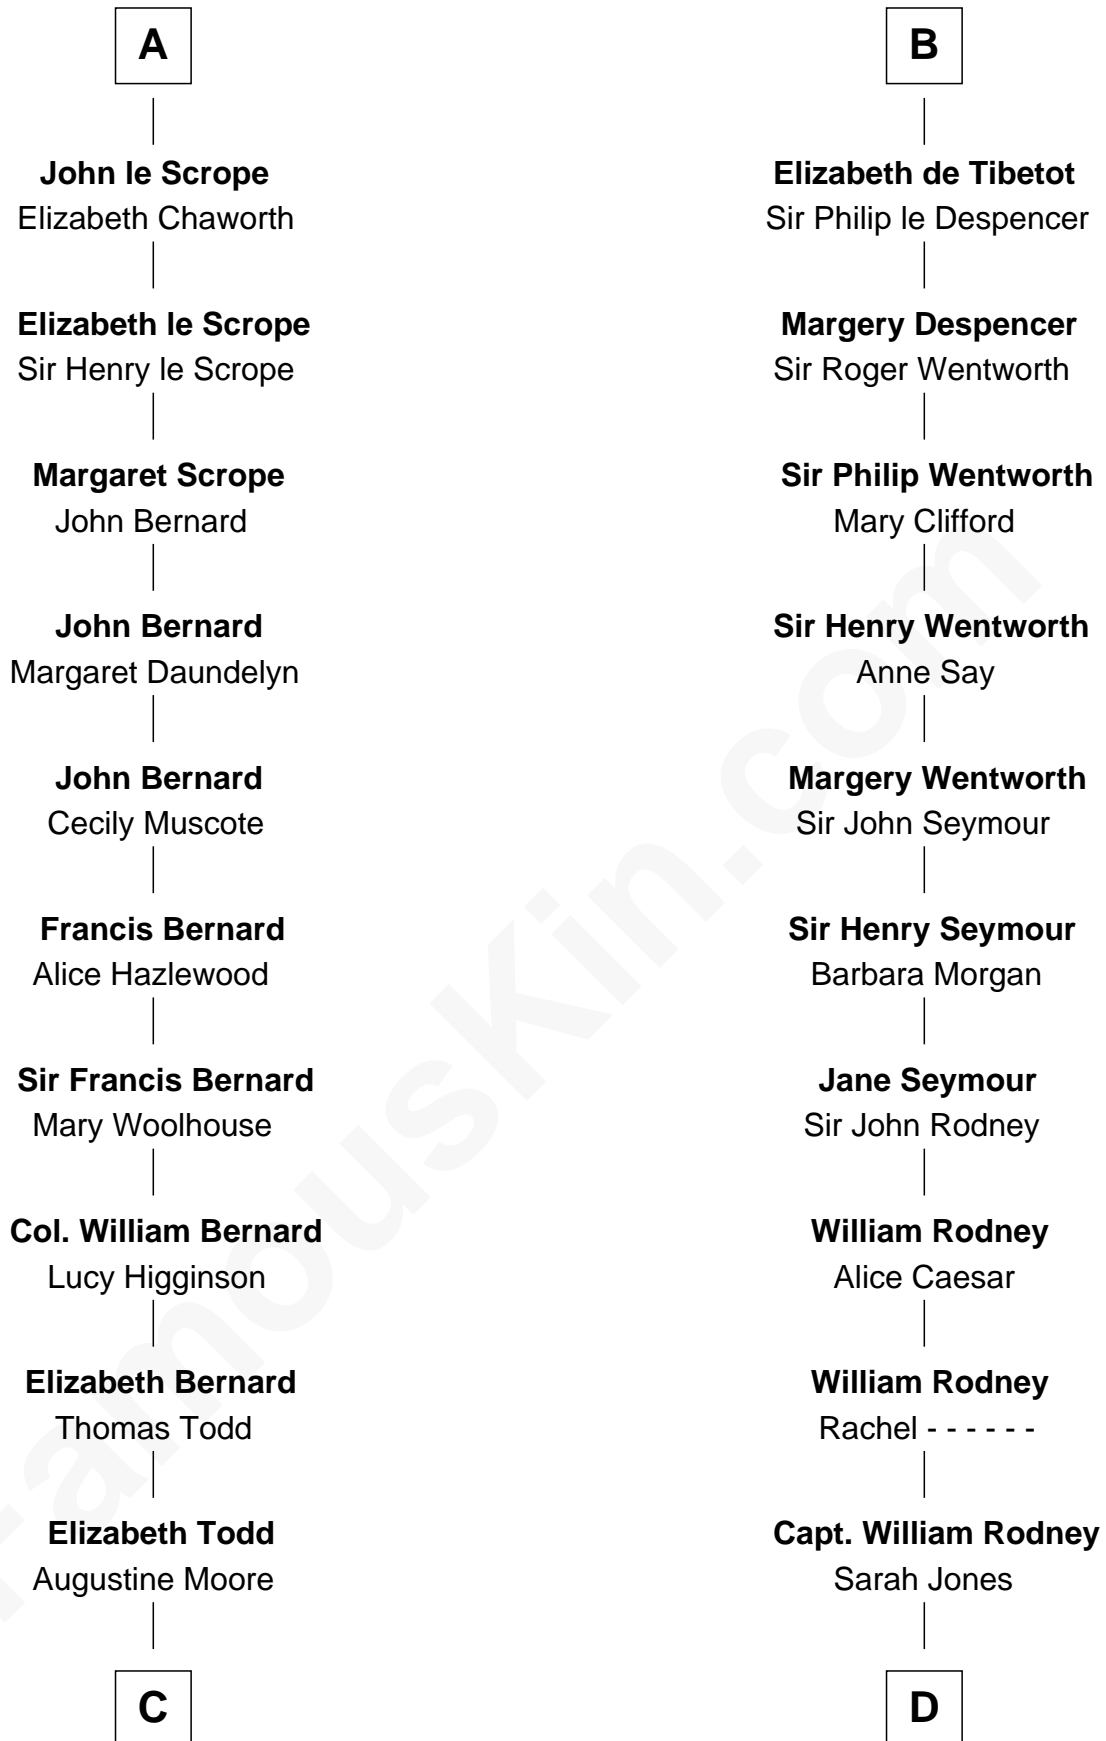 A
John le Scrope
Elizabeth Chaworth
Elizabeth le Scrope
Sir Henry le Scrope
Margaret Scrope
John Bernard
John Bernard
Margaret Daundelyn
John Bernard
Cecily Muscote
Francis Bernard
Alice Hazlewood
Sir Francis Bernard
Mary Woolhouse
Col. William Bernard
Lucy Higginson
Elizabeth Bernard
Thomas Todd
Elizabeth Todd
Augustine Moore
C
B
Elizabeth de Tibetot
Sir Philip le Despencer
Margery Despencer
Sir Roger Wentworth
Sir Philip Wentworth
Mary Clifford
Sir Henry Wentworth
Anne Say
Margery Wentworth
Sir John Seymour
Sir Henry Seymour
Barbara Morgan
Jane Seymour
Sir John Rodney
William Rodney
Alice Caesar
William Rodney
Rachel - - - - - -
Capt. William Rodney
Sarah Jones
D
FamousKin.com